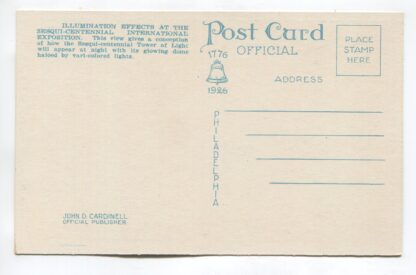 ILLUMINATION EFFECTS AT THE
SESQUI-CENTENNIAL INTERNATIONAL
EXPOSITION. This view gives a conception
of how the Sesqui-centennial Tower of Light
will appear at night with its glowing dome
haloed by vari-colored lights.
Post Card
1776 OFFICIAL
1926
ADDRESS
PLACE
STAMP
HERE
PHILADELPHIA
JOHN D. CARDINELL
OFFICIAL PUBLISHER